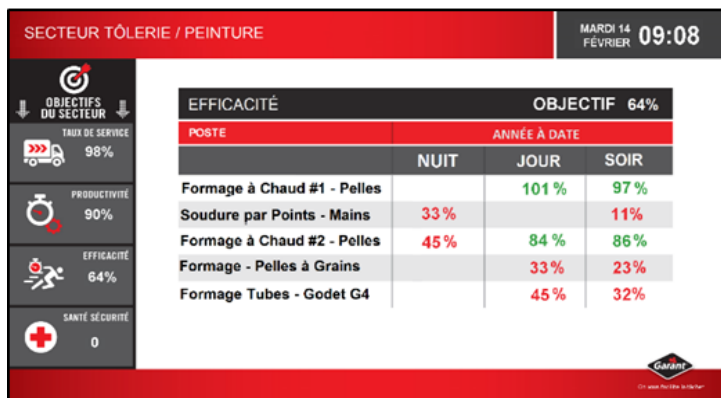 SECTEUR TÔLERIE / PEINTURE
MARDI 14
FÉVRIER
09:08
OBJECTIFS
DU SECTEUR
TAUX DE SERVICE
98%
PRODUCTIVITÉ
90%
EFFICACITÉ
64%
SANTÉ SÉCURITÉ
0
EFFICACITÉ OBJECTIF 64%
POSTE ANNÉE À DATE
NUIT JOUR SOIR
Formage à Chaud #1 - Pelles 101 % 97 %
Soudure par Points - Mains 33 % 11%
Formage à Chaud #2 - Pelles 45 % 84 % 86%
Formage - Pelles à Grains 33% 23%
Formage Tubes - Godet G4 45 % 32%
Garant